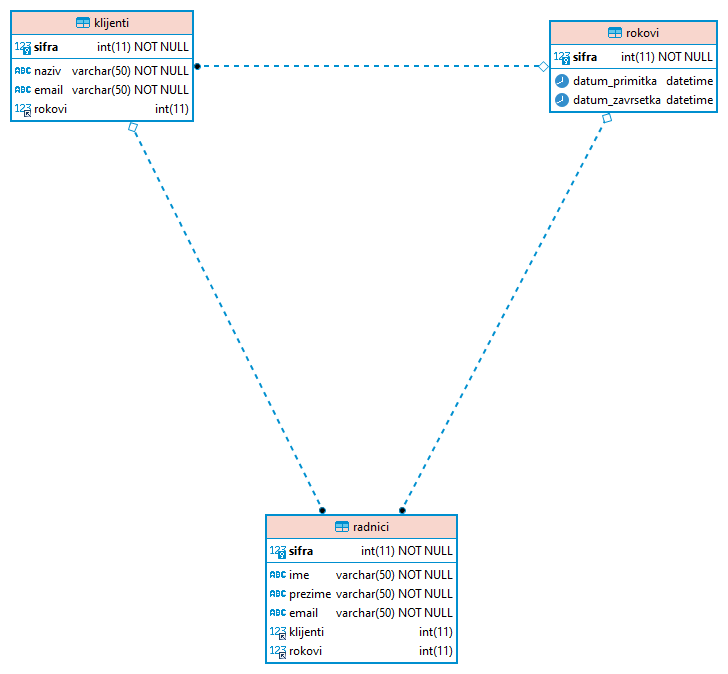 klijenti
123 sifra int(11) NOT NULL
ABC naziv varchar(50) NOT NULL
ABC email varchar(50) NOT NULL
123 rokovi int(11)
rokovi
123 sifra int(11) NOT NULL
datum_primitka datetime
datum_zavrsetka datetime
radnici
123 sifra int(11) NOT NULL
ABC ime varchar(50) NOT NULL
ABC prezime varchar(50) NOT NULL
ABC email varchar(50) NOT NULL
123 klijenti int(11)
123 rokovi int(11)